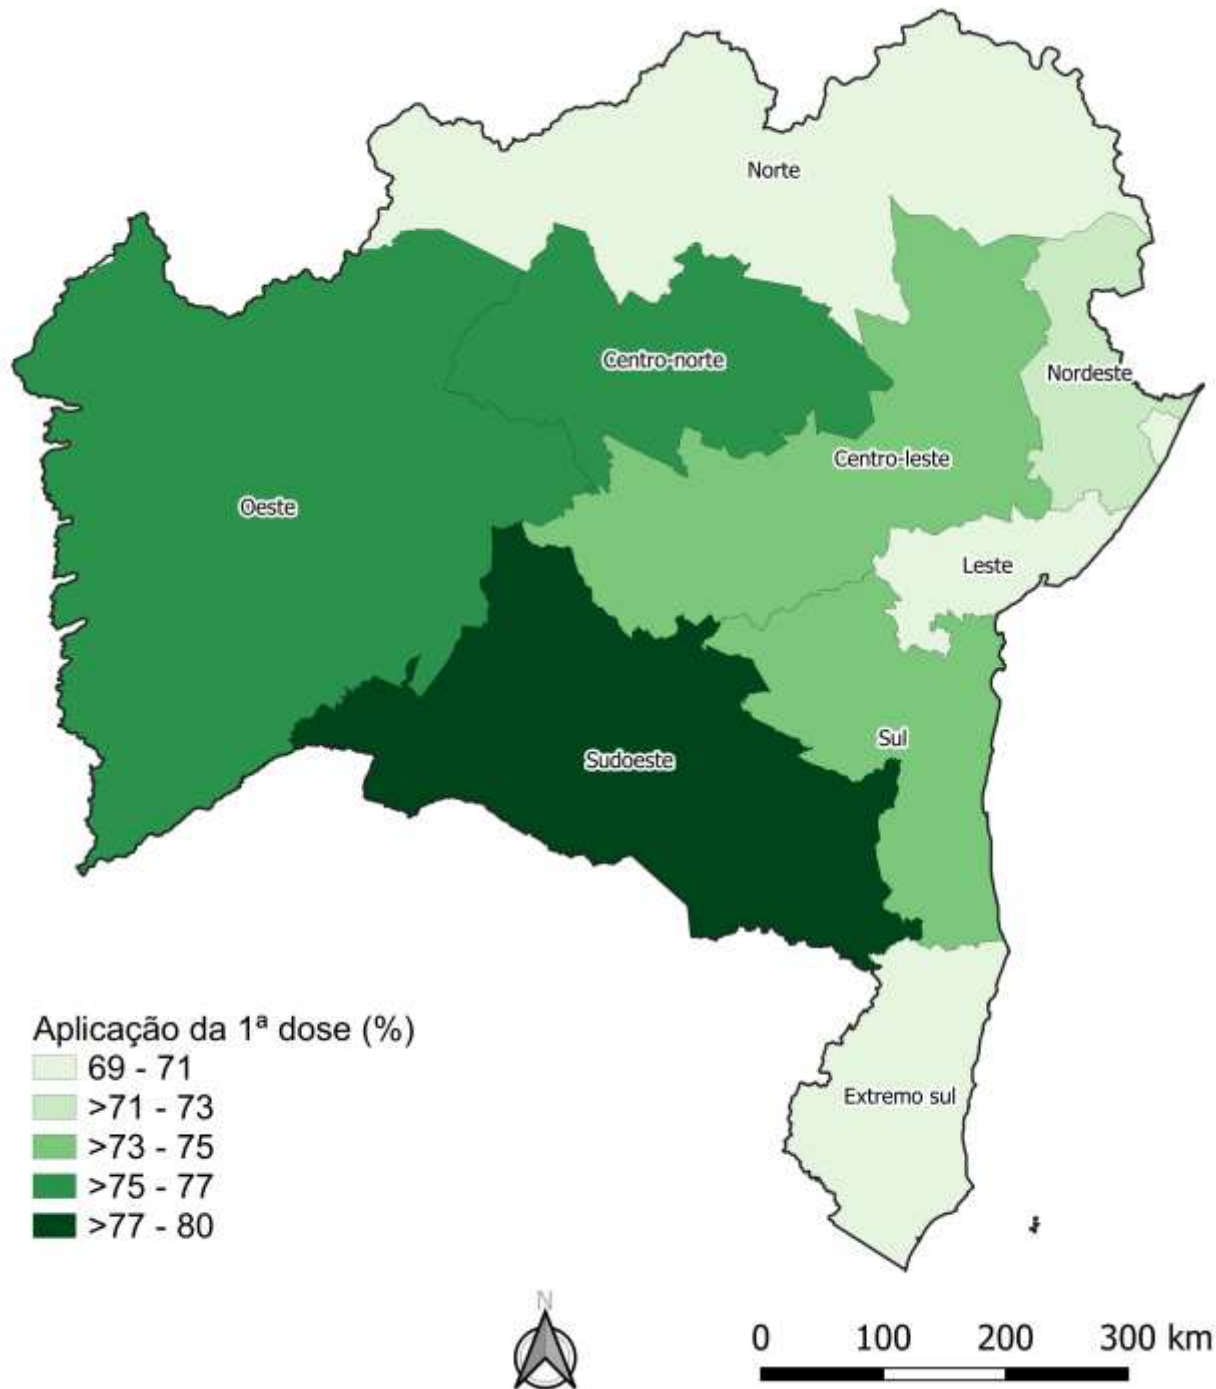 Norte
Centro-norte
Nordeste
Centro-leste
Oeste
Leste
Sul
Sudoeste
Aplicação da 1ª dose (%)
69 - 71
>71 - 73
>73 - 75
>75 - 77
>77 - 80
Extremo sul
N
0 100 200 300 km